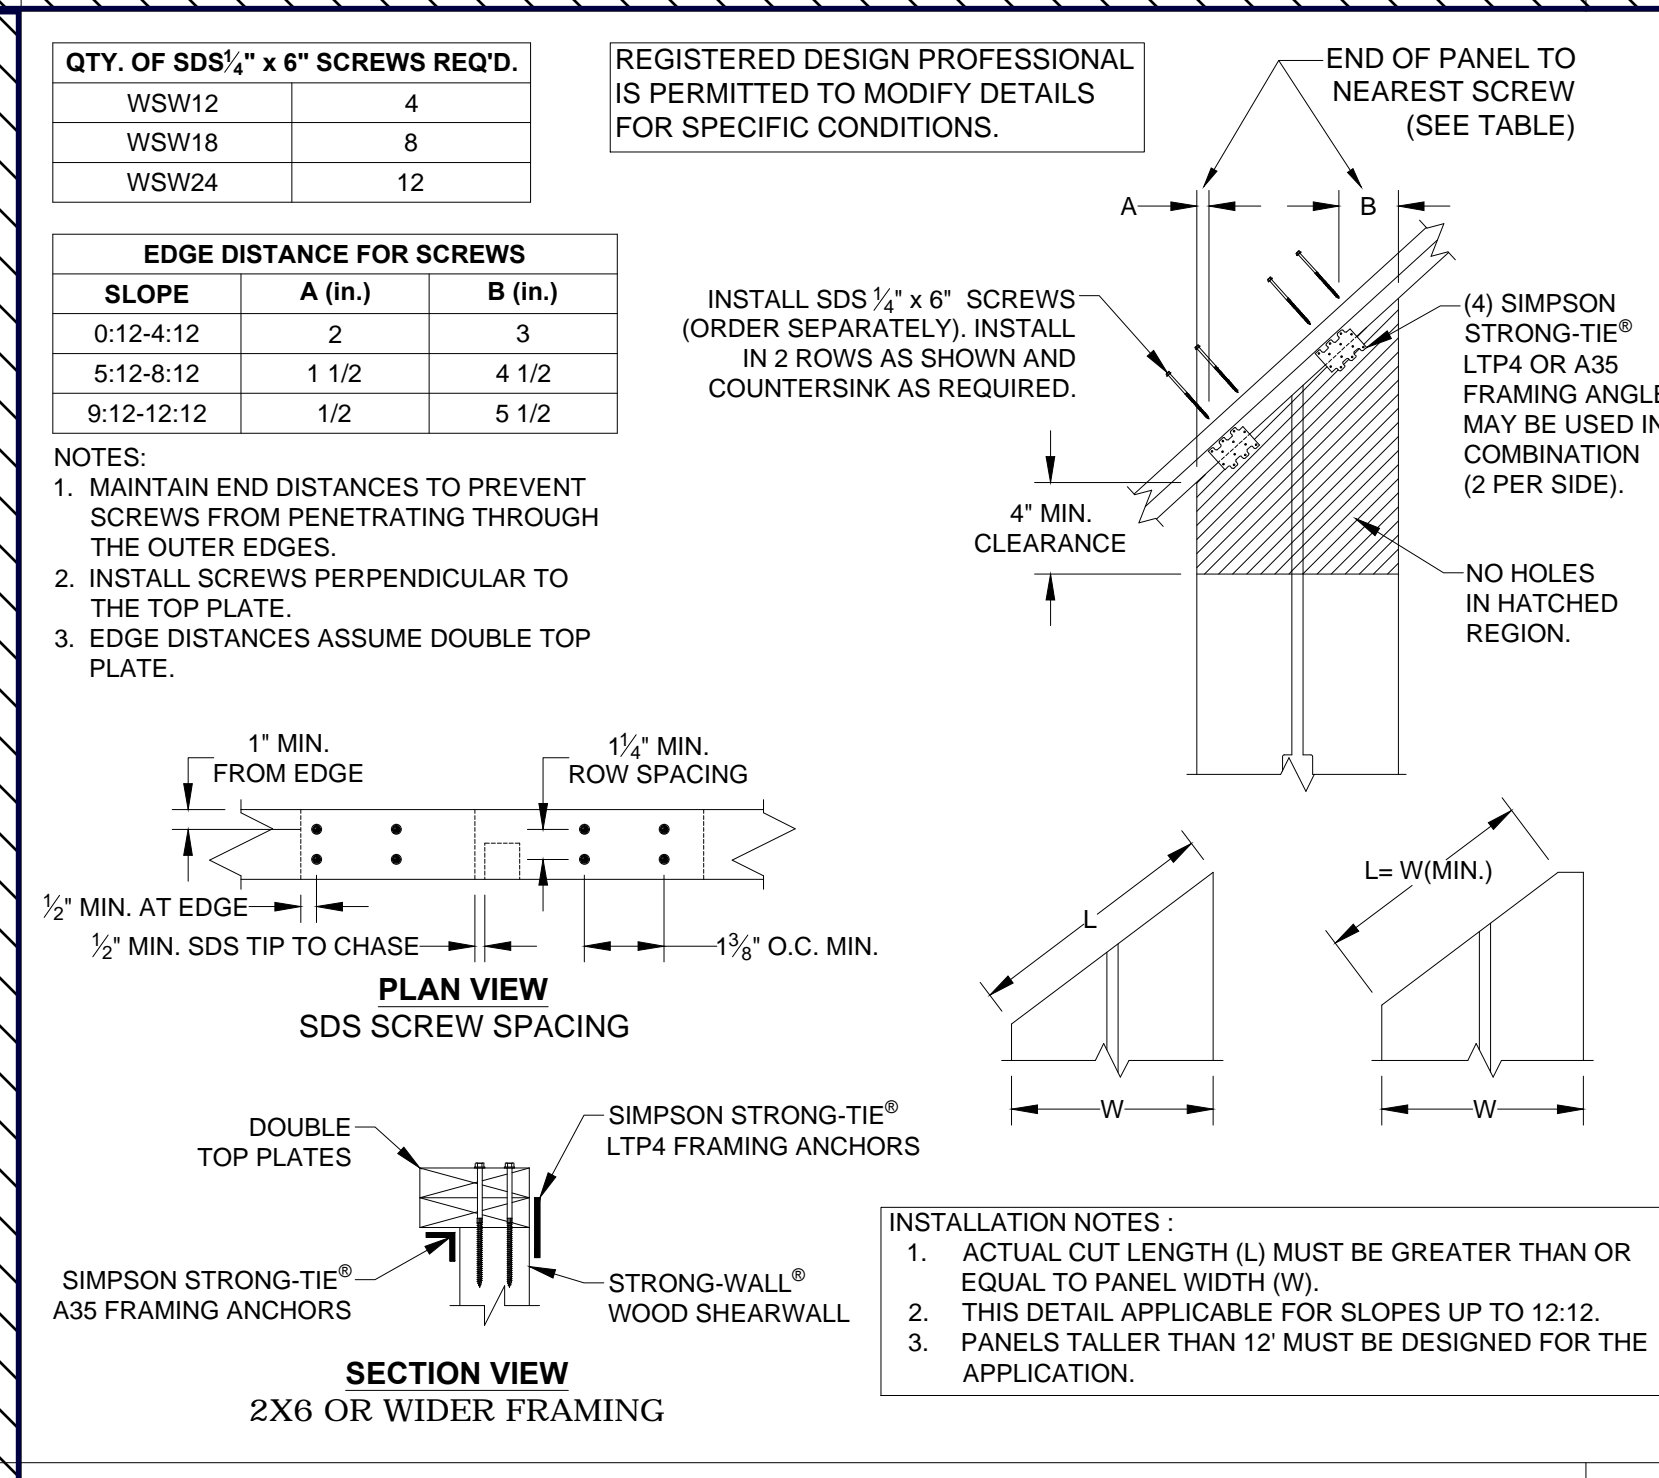 QTY. OF SDS¼" x 6" SCREWS REQ'D.
WSW12 4
WSW18 8
WSW24 12
EDGE DISTANCE FOR SCREWS
SLOPE A (in.) B (in.)
0:12-4:12 2 3
5:12-8:12 1 1/2 4 1/2
9:12-12:12 1/2 5 1/2
NOTES:
1. MAINTAIN END DISTANCES TO PREVENT
SCREWS FROM PENETRATING THROUGH
THE OUTER EDGES.
2. INSTALL SCREWS PERPENDICULAR TO
THE TOP PLATE.
3. EDGE DISTANCES ASSUME DOUBLE TOP
PLATE.
REGISTERED DESIGN PROFESSIONAL
IS PERMITTED TO MODIFY DETAILS
FOR SPECIFIC CONDITIONS.
END OF PANEL TO
NEAREST SCREW
(SEE TABLE)
A
B
INSTALL SDS ¼" x 6" SCREWS
(ORDER SEPARATELY). INSTALL
IN 2 ROWS AS SHOWN AND
COUNTERSINK AS REQUIRED.
(4) SIMPSON
STRONG-TIE®
LTP4 OR A35
FRAMING ANGLE
MAY BE USED IN
COMBINATION
(2 PER SIDE).
4" MIN.
CLEARANCE
NO HOLES
IN HATCHED
REGION.
1" MIN.
FROM EDGE
1¼" MIN.
ROW SPACING
½" MIN. AT EDGE
½" MIN. SDS TIP TO CHASE
1⅜" O.C. MIN.
PLAN VIEW
SDS SCREW SPACING
L
W
L= W(MIN.)
W
DOUBLE
TOP PLATES
SIMPSON STRONG-TIE®
LTP4 FRAMING ANCHORS
SIMPSON STRONG-TIE®
A35 FRAMING ANCHORS
STRONG-WALL®
WOOD SHEARWALL
SECTION VIEW
2X6 OR WIDER FRAMING
INSTALLATION NOTES :
1. ACTUAL CUT LENGTH (L) MUST BE GREATER THAN OR
EQUAL TO PANEL WIDTH (W).
2. THIS DETAIL APPLICABLE FOR SLOPES UP TO 12:12.
3. PANELS TALLER THAN 12' MUST BE DESIGNED FOR THE
APPLICATION.